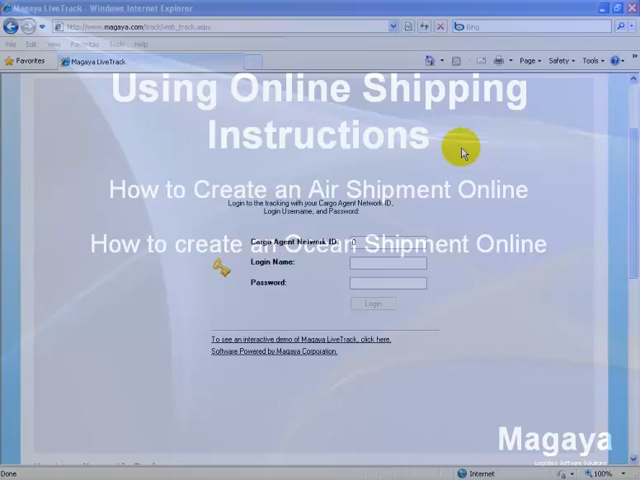 Magaya LiveTrack - Windows Internet Explorer
http://www.magaya.com/track/web_track.aspx
bing
File Edit View Favorites Tools Help
Favorites
Magaya LiveTrack
Page Safety Tools
Using Online Shipping
Instructions
How to Create an Air Shipment Online
Login to the tracking with your Cargo Agent Network ID,
Login Username, and Password:
How to create an Ocean Shipment Online
Cargo Agent Network ID:
Login Name:
Password:
Login
To see an interactive demo of Magaya LiveTrack, click here.
Software Powered by Magaya Corporation.
Magaya
Logistics Software Solutions
Done
Internet
100%